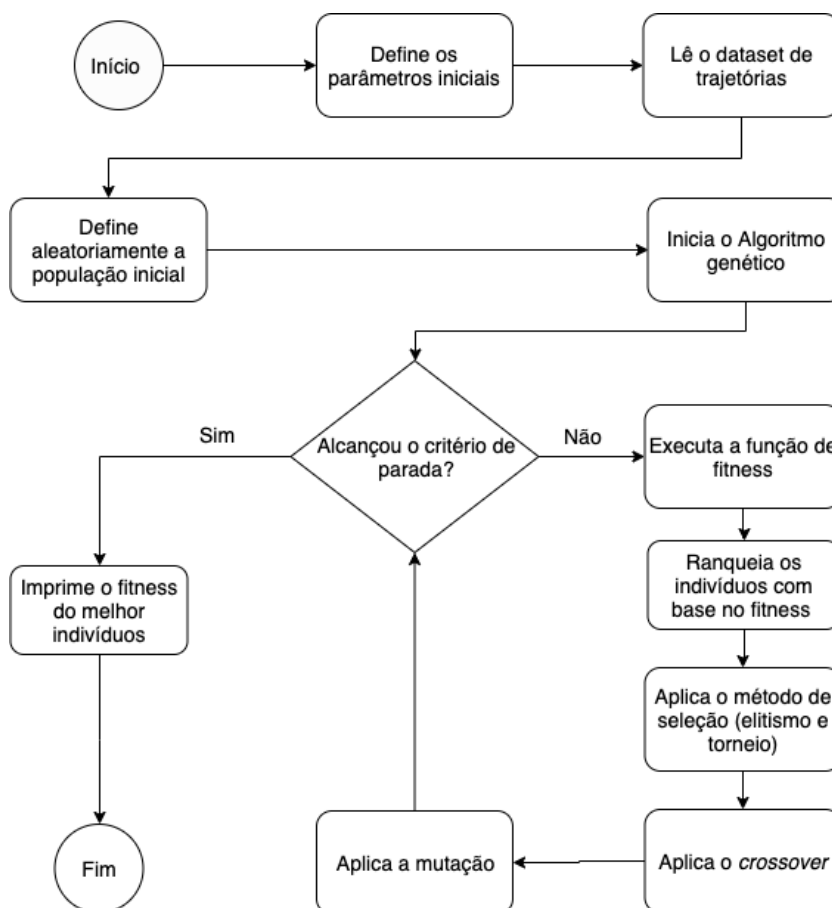 Início
Define os
parâmetros iniciais
Lê o dataset de
trajetórias
Define
aleatoriamente a
população inicial
Inicia o Algoritmo
genético
Alcançou o critério de
parada?
Sim
Não
Executa a função de
fitness
Ranqueia os
indivíduos com
base no fitness
Aplica o método de
seleção (elitismo e
torneio)
Aplica o crossover
Aplica a mutação
Imprime o fitness
do melhor
indivíduos
Fim